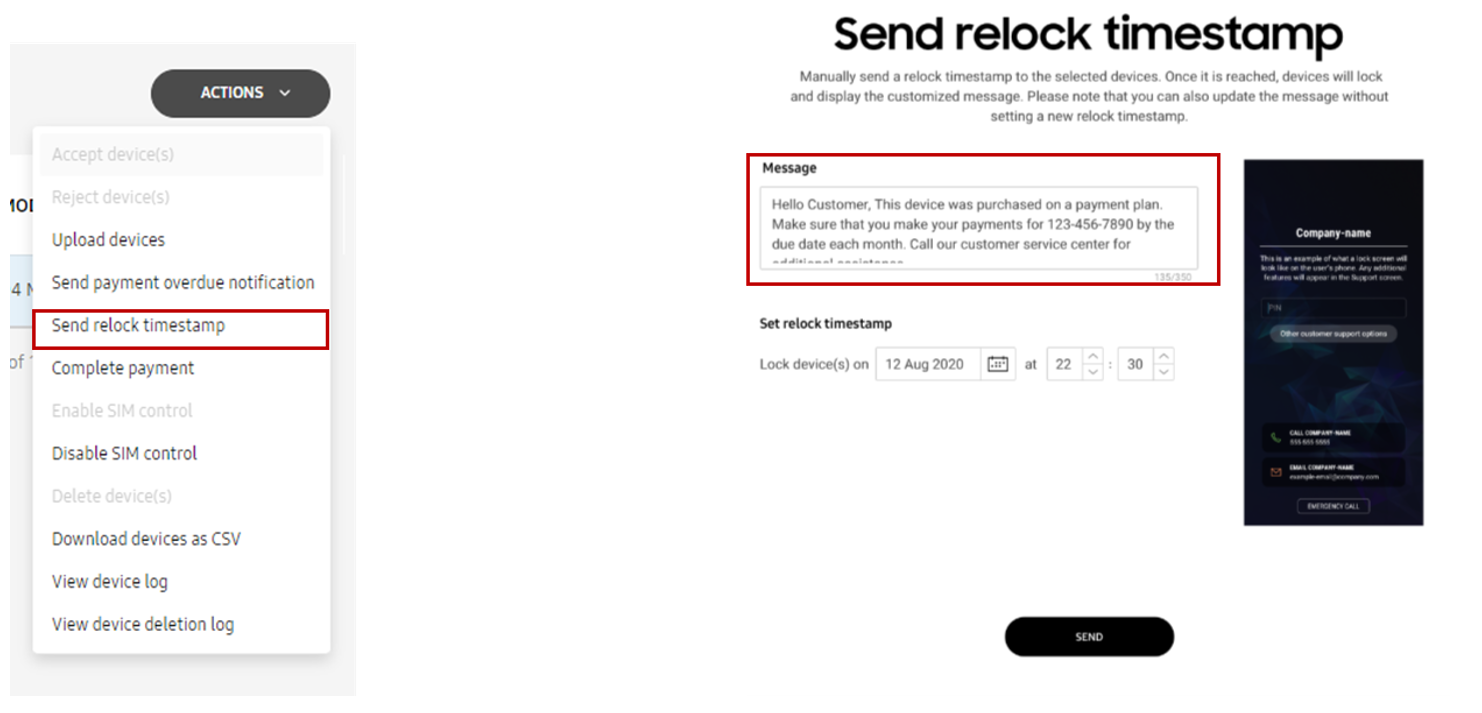 ACTIONS
Accept device(s)
Reject device(s)
Upload devices
4
Send payment overdue notification
Send relock timestamp
of
Complete payment
Enable SIM control
Disable SIM control
Delete device(s)
Download devices as CSV
View device log
View device deletion log
Send relock timestamp
Manually send a relock timestamp to the selected devices. Once it is reached, devices will lock
and display the customized message. Please note that you can also update the message without
setting a new relock timestamp.
Message
Hello Customer, This device was purchased on a payment plan.
Make sure that you make your payments for 123-456-7890 by the
due date each month. Call our customer service center for
additional assistance
135/350
Set relock timestamp
Lock device(s) on 12 Aug 2020 at 22 : 30
Company-name
This is an example of what a lock screen will
look like on the user's phone. Any additional
features will appear in the Support screen.
PIN
Other customer support options
CALL COMPANY-NAME
555 555 5555
EMAIL COMPANY-NAME
example-email@company.com
EMERGENCY CALL
SEND